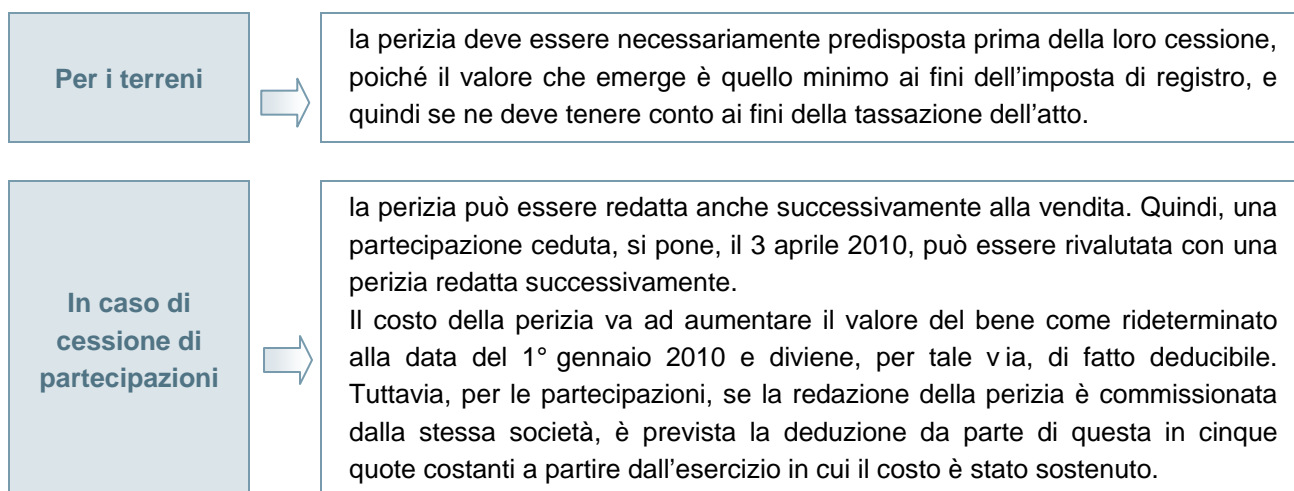 Per i terreni
la perizia deve essere necessariamente predisposta prima della loro cessione,
poiché il valore che emerge è quello minimo ai fini dell'imposta di registro, e
quindi se ne deve tenere conto ai fini della tassazione dell'atto.
In caso di
cessione di
partecipazioni
la perizia può essere redatta anche successivamente alla vendita. Quindi, una
partecipazione ceduta, si pone, il 3 aprile 2010, può essere rivalutata con una
perizia redatta successivamente.
Il costo della perizia va ad aumentare il valore del bene come rideterminato
alla data del 1° gennaio 2010 e diviene, per tale v ia, di fatto deducibile.
Tuttavia, per le partecipazioni, se la redazione della perizia è commissionata
dalla stessa società, è prevista la deduzione da parte di questa in cinque
quote costanti a partire dall'esercizio in cui il costo è stato sostenuto.